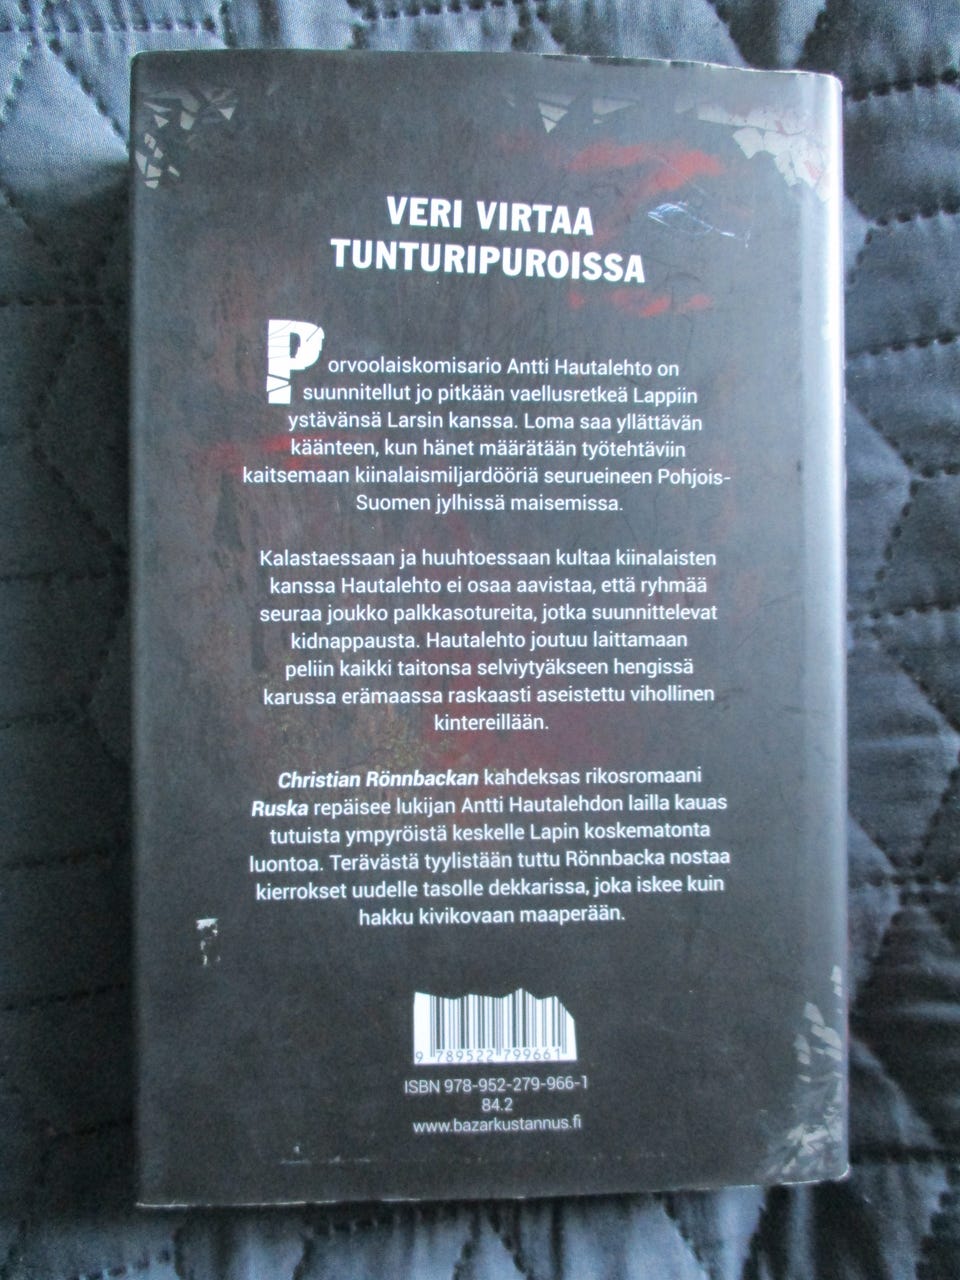 VERI VIRTAA
TUNTURIPUROISSA
Porvoolaiskomisario Antti Hautalehto on
suunnitellut jo pitkään vaellusretkeä Lappiin
ystävänsä Larsin kanssa. Loma saa yllättävän
käänteen, kun hänet määrätään työtehtäviin
kaitsemaan kiinalaismiljardööriä seurueineen Pohjois-
Suomen jylhissä maisemissa.
Kalastaessaan ja huuhtoessaan kultaa kiinalaisten
kanssa Hautalehto ei osaa aavistaa, että ryhmää
seuraa joukko palkkasotureita, jotka suunnittelevat
kidnappausta. Hautalehto joutuu laittamaan
peliin kaikki taitonsa selviytyäkseen hengissä
karussa erämaassa raskaasti aseistettu vihollinen
kintereillään.
Christian Rönnbackan kahdeksas rikosromaani
Ruska repäisee lukijan Antti Hautalehdon lailla kauas
tutuista ympyröistä keskelle Lapin koskematonta
luontoa. Terävästä tyylistään tuttu Rönnbacka nostaa
kierrokset uudelle tasolle dekkarissa, joka iskee kuin
hakku kivikovaan maaperään.
9 789522 799661
ISBN 978-952-279-966-1
84.2
www.bazarkustannus.fi